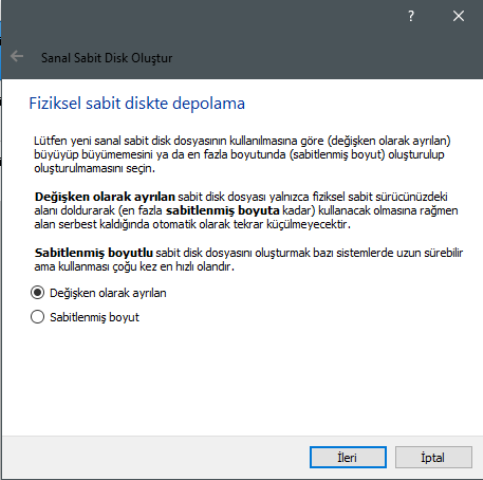 ?
Sanal Sabit Disk Oluştur
Fiziksel sabit diskte depolama
Lütfen yeni sanal sabit disk dosyasının kullanılmasına göre (değişken olarak ayrılan)
büyüyüp büyümemesini ya da en fazla boyutunda (sabitlenmiş boyut) oluşturulup
oluşturulmamasını seçin.
Değişken olarak ayrılan sabit disk dosyası yalnızca fiziksel sabit sürücünüzdeki
alanı doldurarak (en fazla sabitlenmiş boyuta kadar) kullanacak olmasına rağmen
alan serbest kaldığında otomatik olarak tekrar küçülmeyecektir.
Sabitlenmiş boyutlu sabit disk dosyasını oluşturmak bazı sistemlerde uzun sürebilir
ama kullanması çoğu kez en hızlı olandır.
Değişken olarak ayrılan
Sabitlenmiş boyut
İleri
İptal